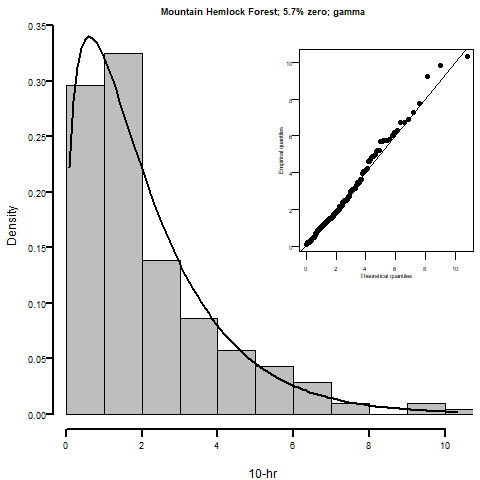 Mountain Hemlock Forest; 5.7% zero; gamma
Density
0.35
0.30
0.25
0.20
0.15
0.10
0.05
0.00
0 2 4 6 8 10
10-hr
Empirical quantiles
10
8
6
4
2
0
0 2 4 6 8 10
Theoretical quantiles